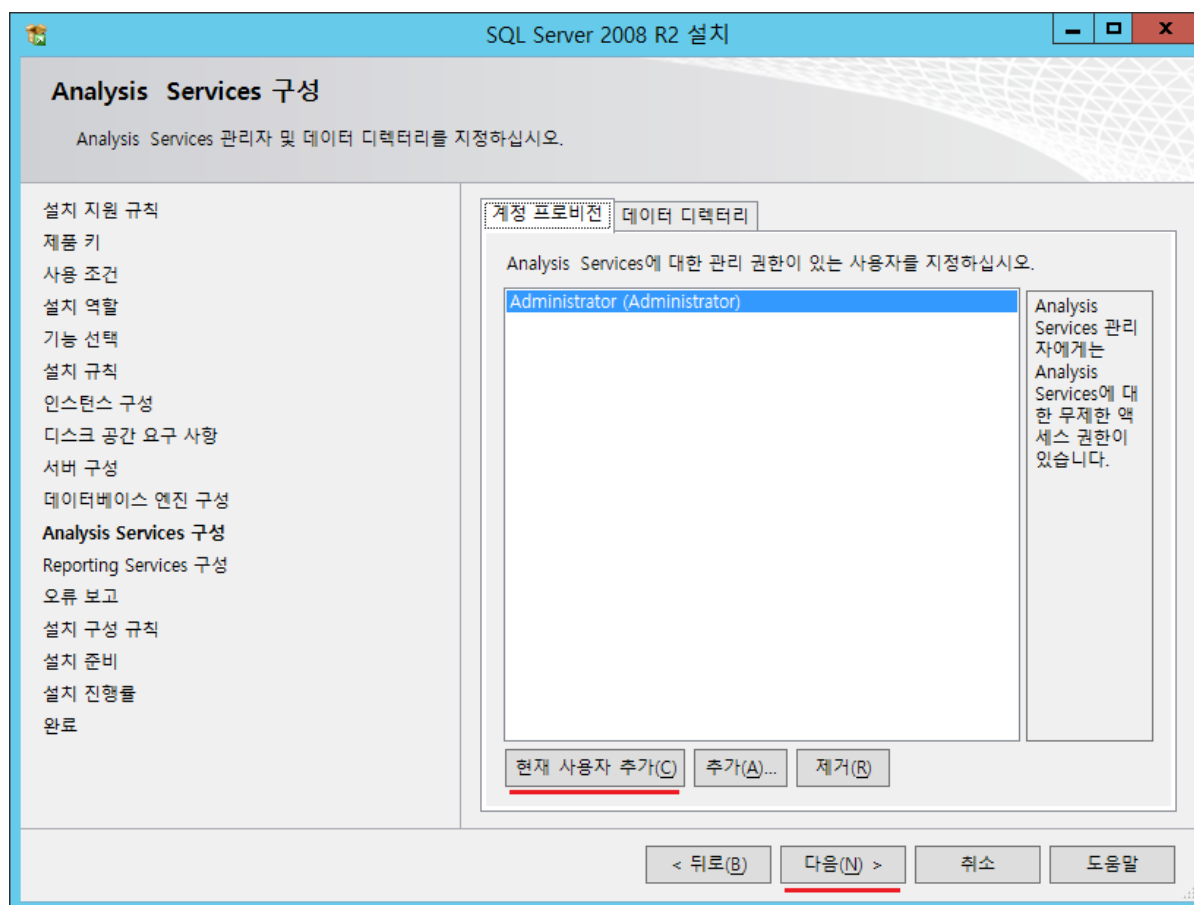 SQL Server 2008 R2 설치
Analysis Services 구성
Analysis Services 관리자 및 데이터 디렉터리를 지정하십시오.
설치 지원 규칙
제품 키
사용 조건
설치 역할
기능 선택
설치 규칙
인스턴스 구성
디스크 공간 요구 사항
서버 구성
데이터베이스 엔진 구성
Analysis Services 구성
Reporting Services 구성
오류 보고
설치 구성 규칙
설치 준비
설치 진행률
완료
계정 프로비전 데이터 디렉터리
Analysis Services에 대한 관리 권한이 있는 사용자를 지정하십시오.
Administrator (Administrator)
Analysis
Services 관리
자에게는
Analysis
Services에 대
한 무제한 액
세스 권한이
있습니다.
현재 사용자 추가(C) 추가(A)... 제거(R)
< 뒤로(B) 다음(N) > 취소 도움말